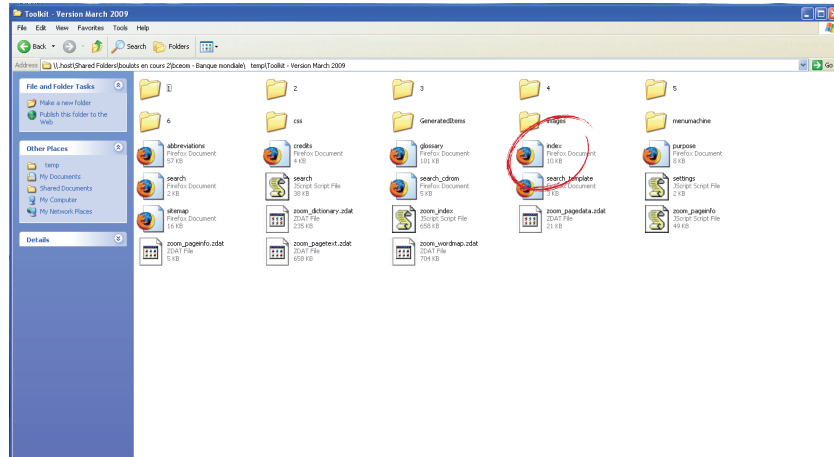 Toolkit - Version March 2009
File Edit View Favorites Tools Help
Back Search Folders
Address \\.host\Shared Folders\boulots en cours 2\bceom - Banque mondiale\_temp\Toolkit - Version March 2009 Go
File and Folder Tasks
Make a new folder
Publish this folder to the
Web
Other Places
temp
My Documents
Shared Documents
My Computer
My Network Places
Details
1 2 3 4 5
6 css GeneratedItems images menumachine
abbreviations
Firefox Document
57 KB
credits
Firefox Document
4 KB
glossary
Firefox Document
101 KB
index
Firefox Document
10 KB
purpose
Firefox Document
8 KB
search
Firefox Document
2 KB
search
JScript Script File
38 KB
search_cdrom
Firefox Document
5 KB
search_template
Firefox Document
3 KB
settings
JScript Script File
2 KB
sitemap
Firefox Document
16 KB
zoom_dictionary.zdat
ZDAT File
235 KB
zoom_index
JScript Script File
658 KB
zoom_pagedata.zdat
ZDAT File
21 KB
zoom_pageinfo
JScript Script File
49 KB
zoom_pageinfo.zdat
ZDAT File
5 KB
zoom_pagetext.zdat
ZDAT File
658 KB
zoom_wordmap.zdat
ZDAT File
704 KB